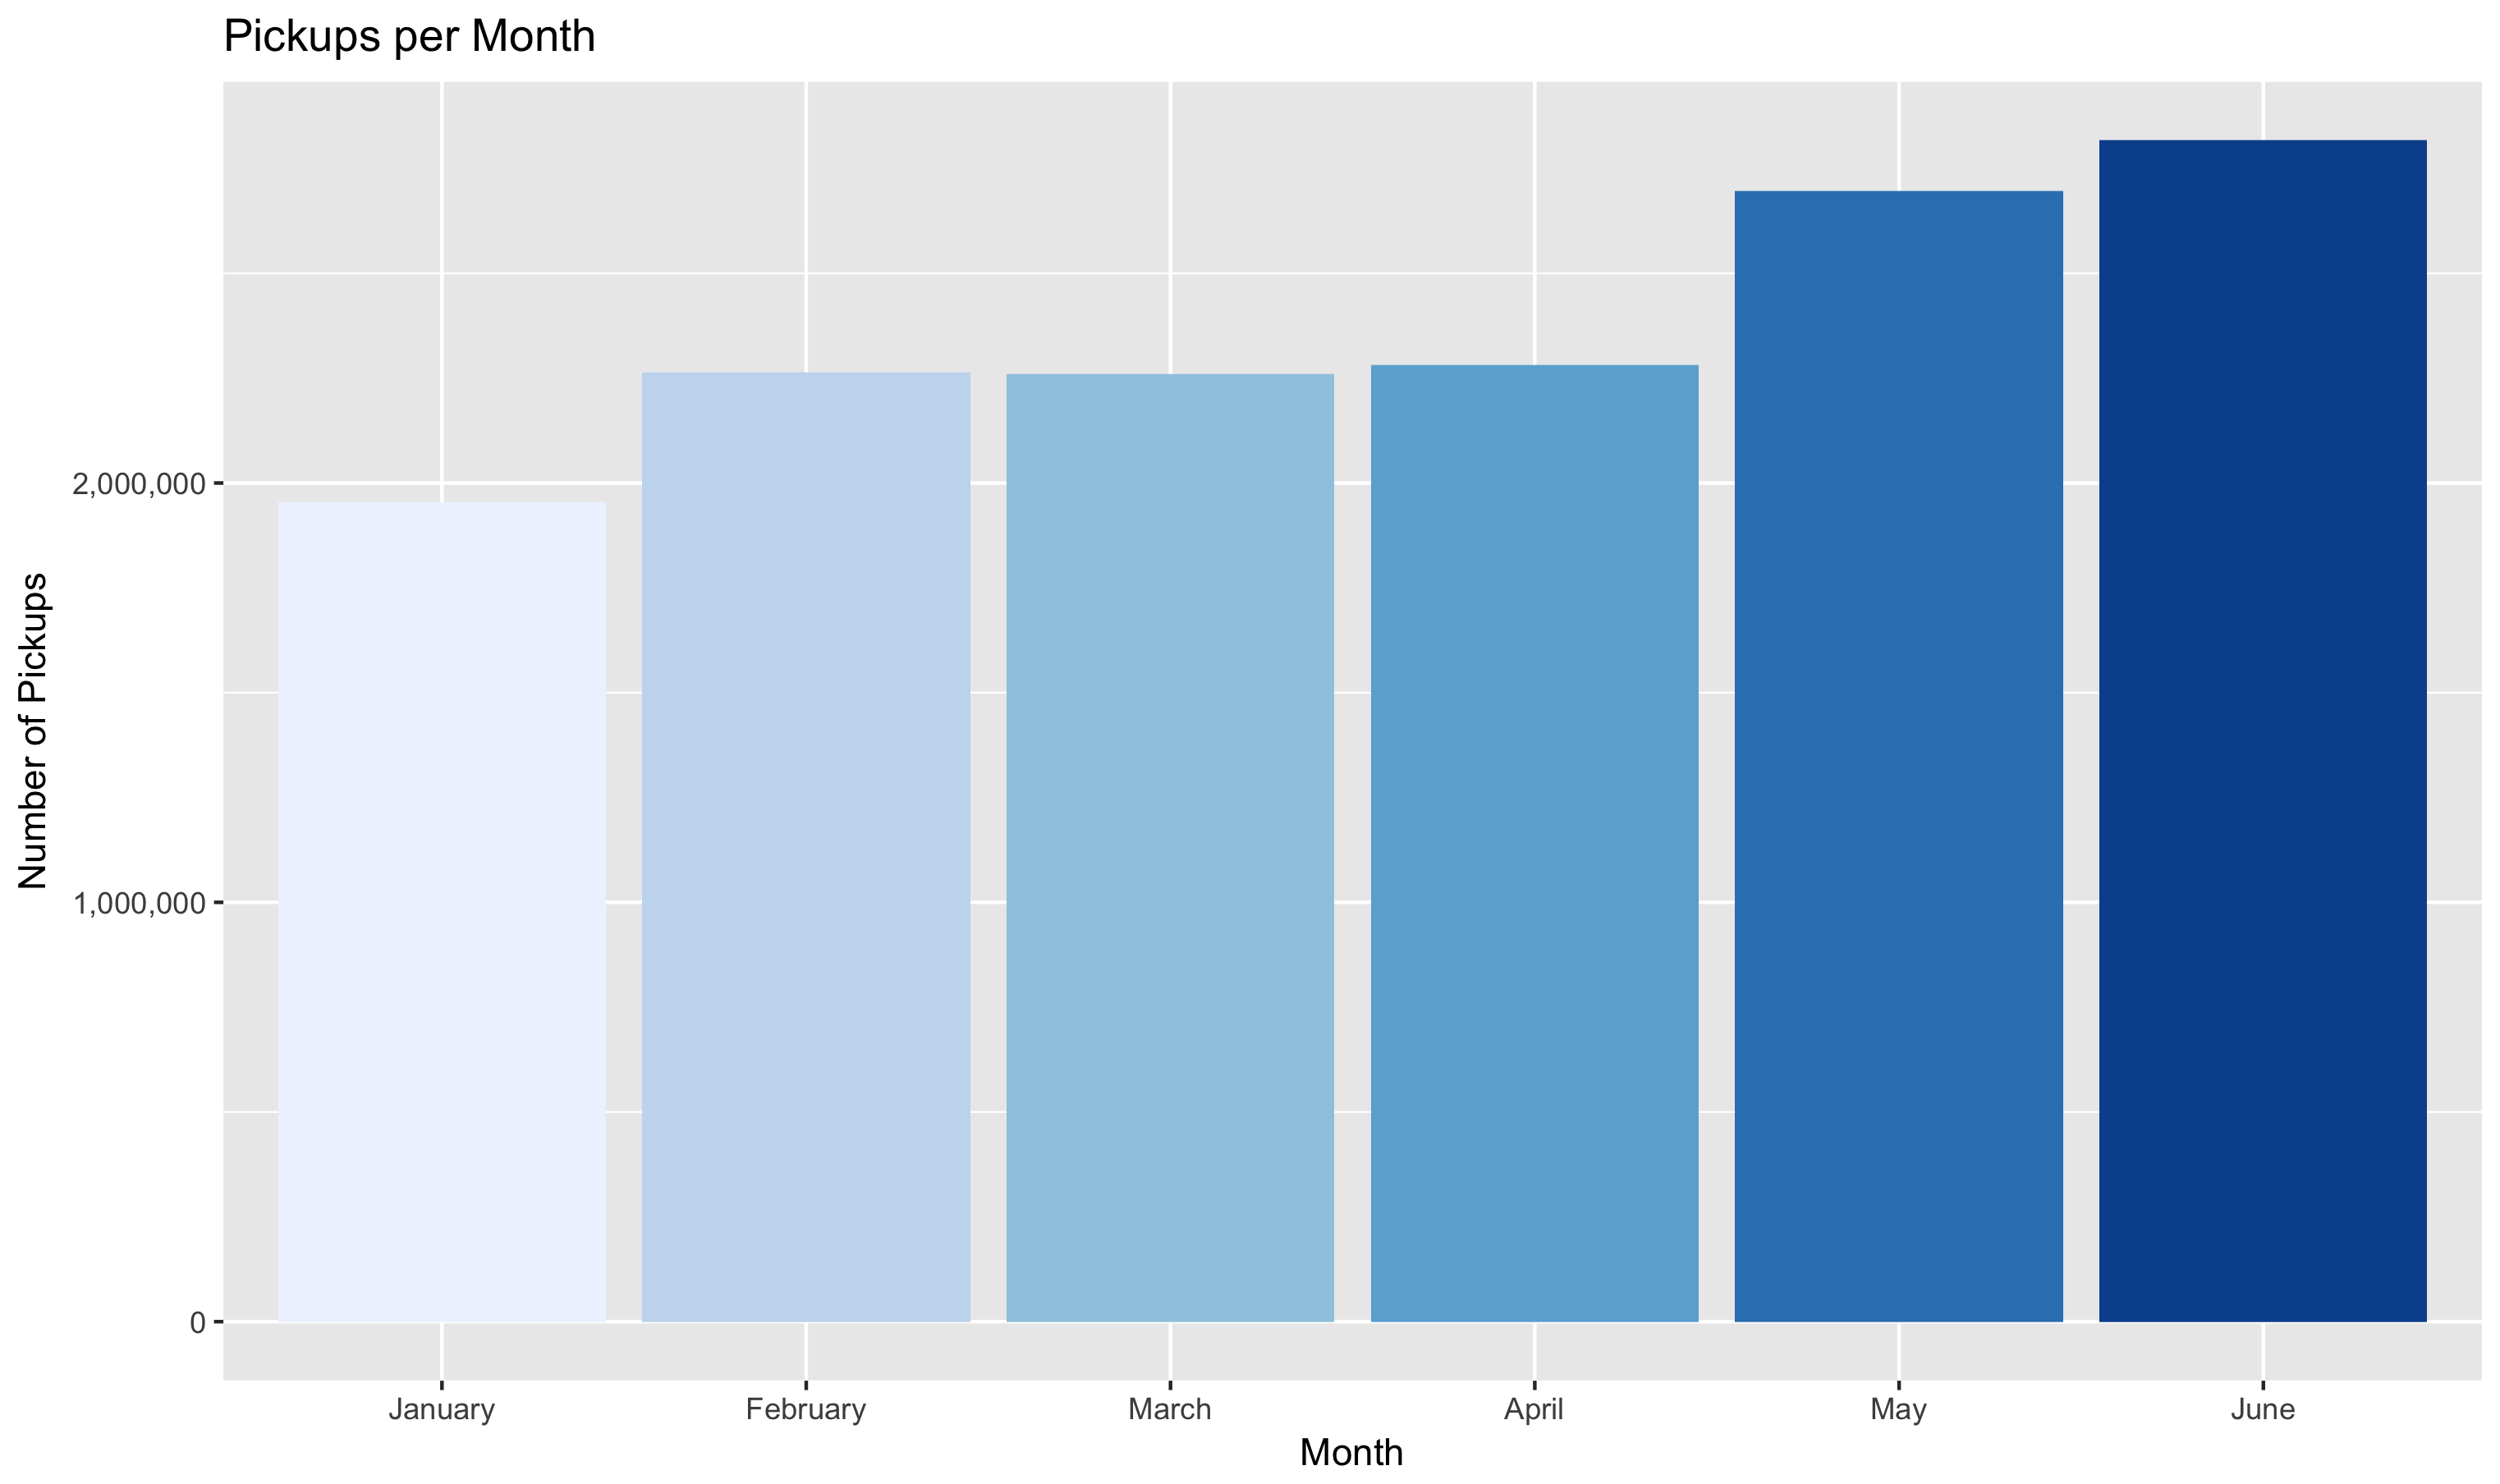 Pickups per Month
Number of Pickups
2,000,000
1,000,000
0
January February March April May June
Month